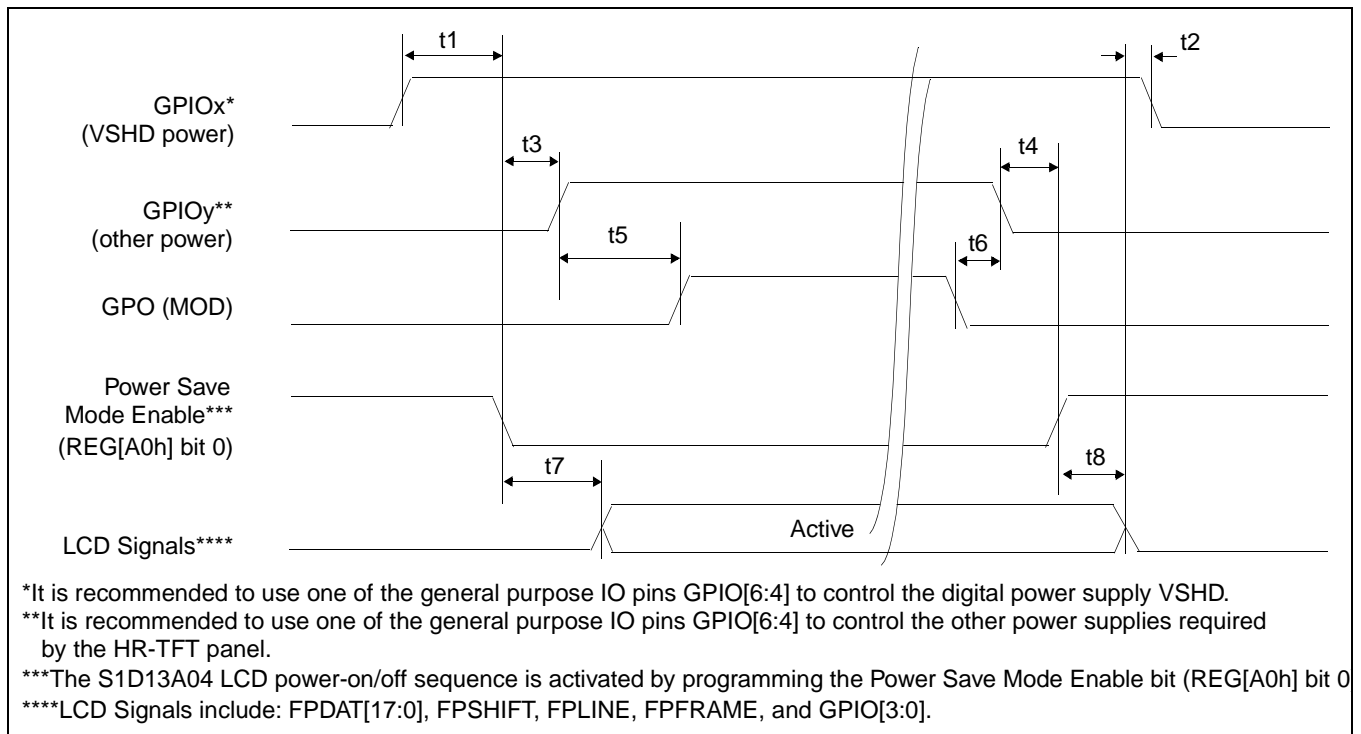 t1
t2
GPIOx*
(VSHD power)
t3
t4
GPIOy**
(other power)
t5
t6
GPO (MOD)
Power Save
Mode Enable***
(REG[A0h] bit 0)
t7
t8
Active
LCD Signals****
*It is recommended to use one of the general purpose IO pins GPIO[6:4] to control the digital power supply VSHD.
**It is recommended to use one of the general purpose IO pins GPIO[6:4] to control the other power supplies required
by the HR-TFT panel.
***The S1D13A04 LCD power-on/off sequence is activated by programming the Power Save Mode Enable bit (REG[A0h] bit 0
****LCD Signals include: FPDAT[17:0], FPSHIFT, FPLINE, FPFRAME, and GPIO[3:0].